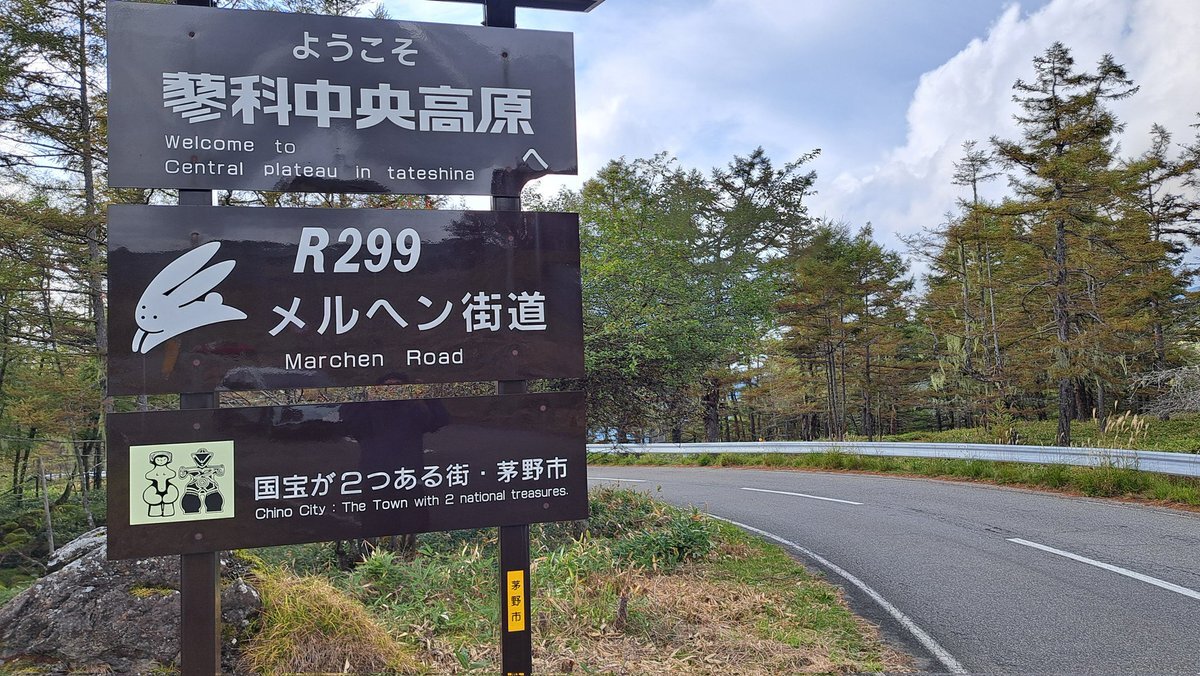 ようこそ
蓼科中央高原
へ
Welcome to
Central plateau in tateshina
R299
メルヘン街道
Marchen Road
国宝が2つある街・茅野市
Chino City : The Town with 2 national treasures.
茅野市